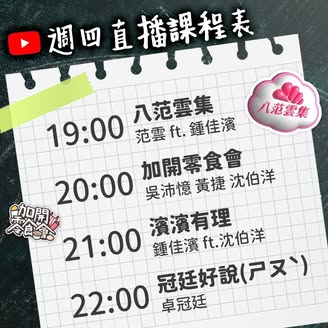 週四直播課程表
19:00 八范雲集
范雲 ft. 鍾佳濱
八范雲集
20:00 加開零食會
吳沛憶 黃捷 沈伯洋
加開零食會
21:00 濱濱有理
鍾佳濱 ft.沈伯洋
22:00 冠廷好說(ㄕㄡˋ)
卓冠廷